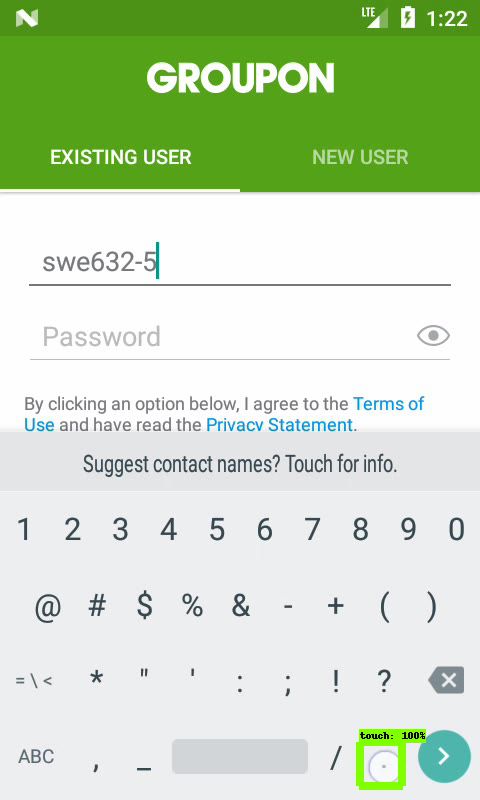 LTE 1:22
GROUPON
EXISTING USER NEW USER
swe632-5
Password
By clicking an option below, I agree to the Terms of
Use and have read the Privacy Statement.
Suggest contact names? Touch for info.
1 2 3 4 5 6 7 8 9 0
@ # $ % & - + ( )
= \ < * " ' : ; ! ?
touch: 100%
ABC , _ / .